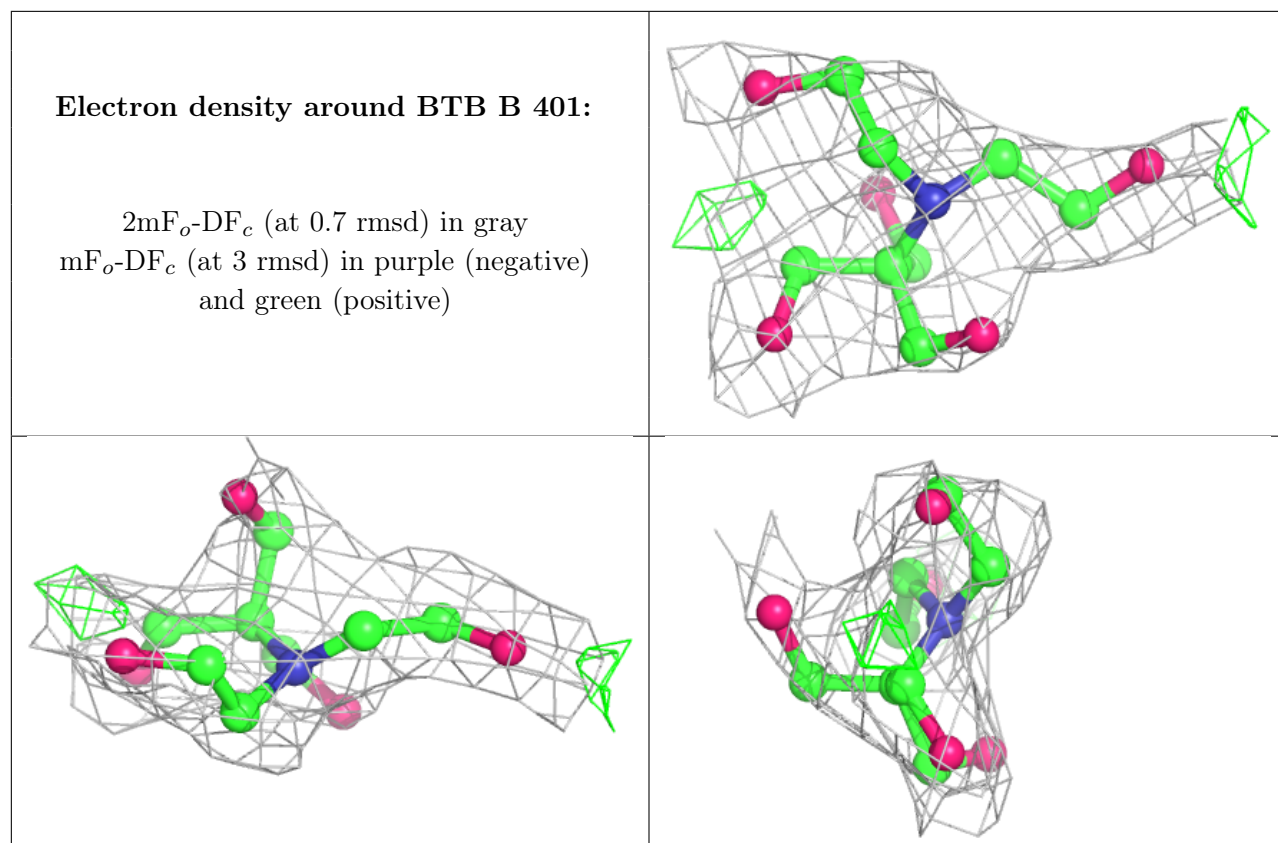 Electron density around BTB B 401:
2mFo-DFc (at 0.7 rmsd) in gray
mFo-DFc (at 3 rmsd) in purple (negative)
and green (positive)